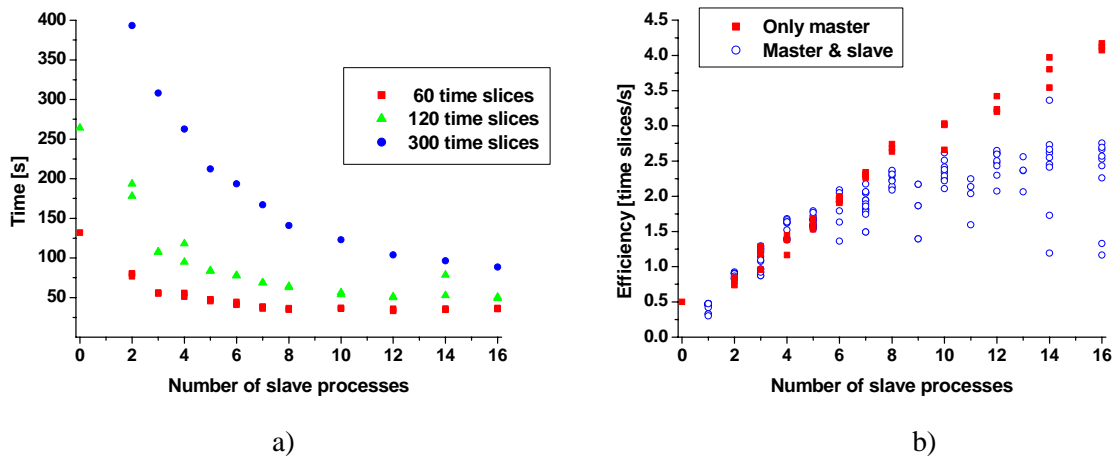 400
350
300
250
200
150
100
50
Time [s]
60 time slices
120 time slices
300 time slices
0 2 4 6 8 10 12 14 16
Number of slave processes
a)
4.5
4.0
3.5
3.0
2.5
2.0
1.5
1.0
0.5
0.0
Efficiency [time slices/s]
Only master
Master & slave
0 2 4 6 8 10 12 14 16
Number of slave processes
b)